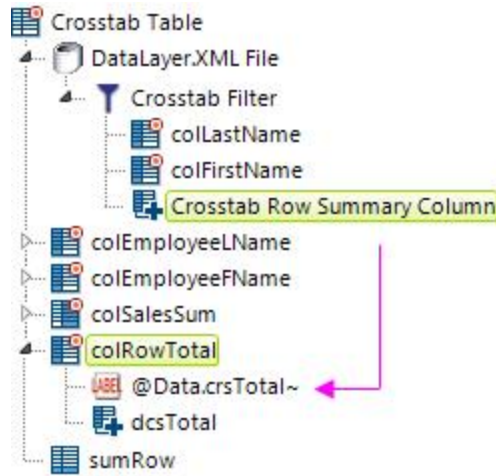 Crosstab Table
DataLayer.XML File
Crosstab Filter
colLastName
colFirstName
Crosstab Row Summary Column
colEmployeeLName
colEmployeeFName
colSalesSum
colRowTotal
LABEL @Data.crsTotal~
dcsTotal
sumRow